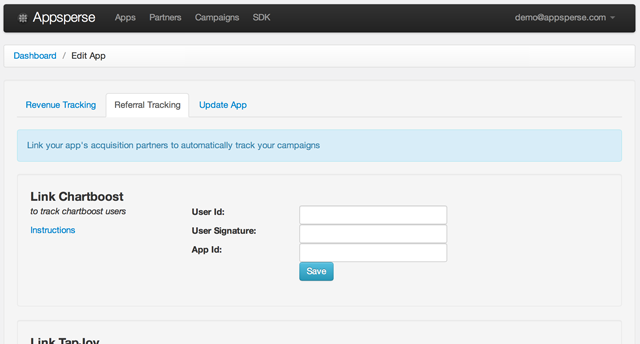 Appsperse Apps Partners Campaigns SDK demo@appsperse.com
Dashboard / Edit App
Revenue Tracking Referral Tracking Update App
Link your app's acquisition partners to automatically track your campaigns
Link Chartboost
to track chartboost users
Instructions
User Id:
User Signature:
App Id:
Save
Link TapJoy